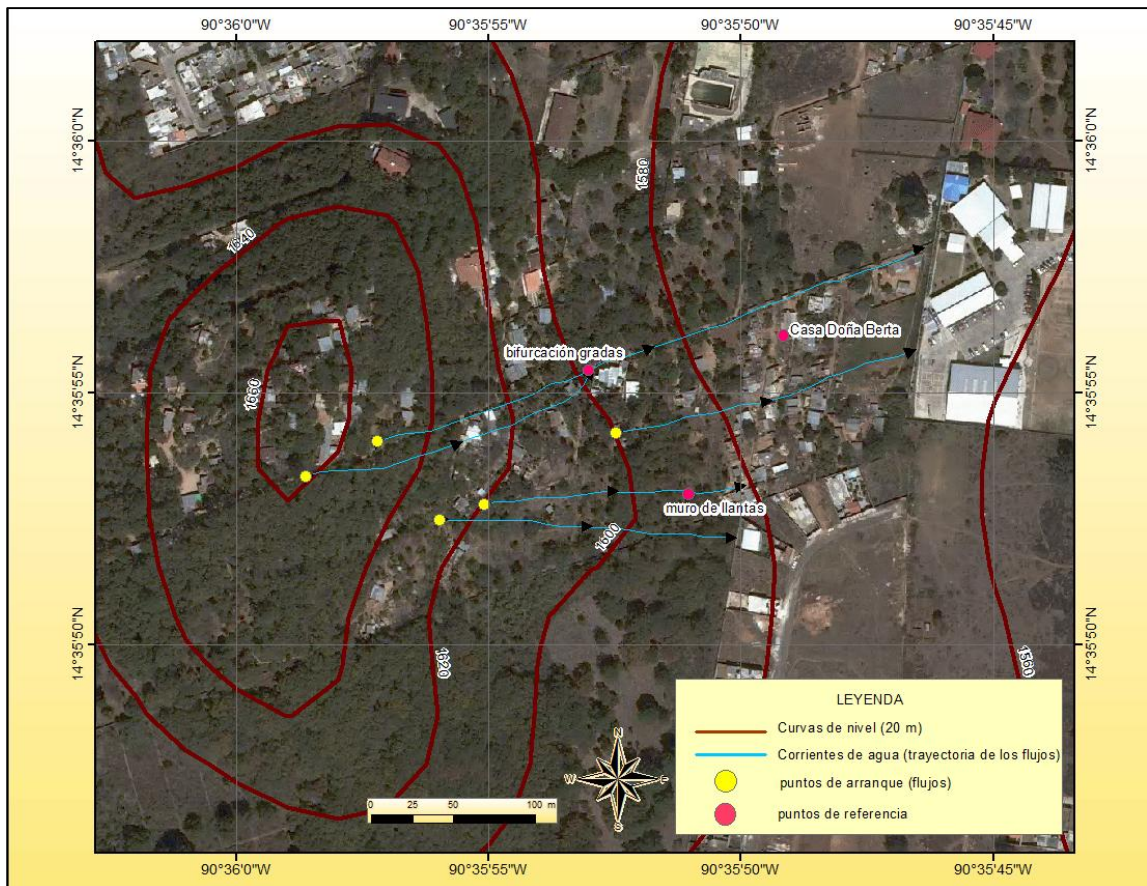 90°36'0"W 90°35'55"W 90°35'50"W 90°35'45"W
14°36'0"N 14°36'0"N
1580
1640
Casa Doña Berta
bifurcación gradas
14°35'55"N 14°35'55"N
1660
muro de llantas
1600
14°35'50"N 14°35'50"N
1620
1560
LEYENDA
Curvas de nivel (20 m)
Corrientes de agua (trayectoria de los flujos)
puntos de arranque (flujos)
puntos de referencia
N
W E
S
0 25 50 100 m
90°36'0"W 90°35'55"W 90°35'50"W 90°35'45"W